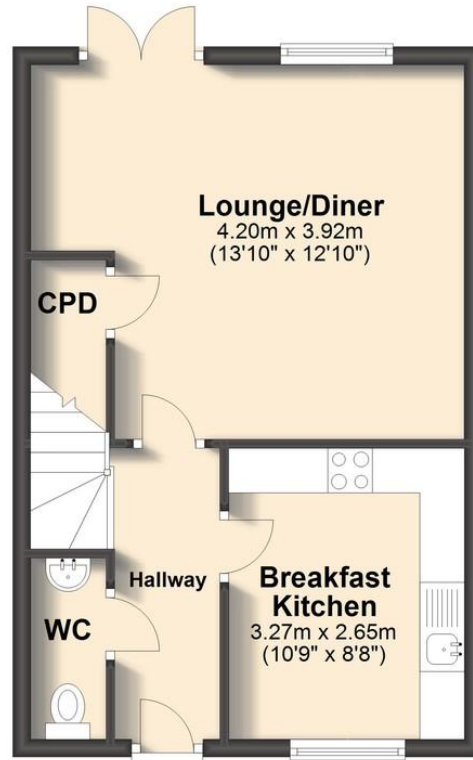 Lounge/Diner
4.20m x 3.92m
(13'10" x 12'10")
CPD
Hallway
Breakfast
Kitchen
3.27m x 2.65m
(10'9" x 8'8")
WC